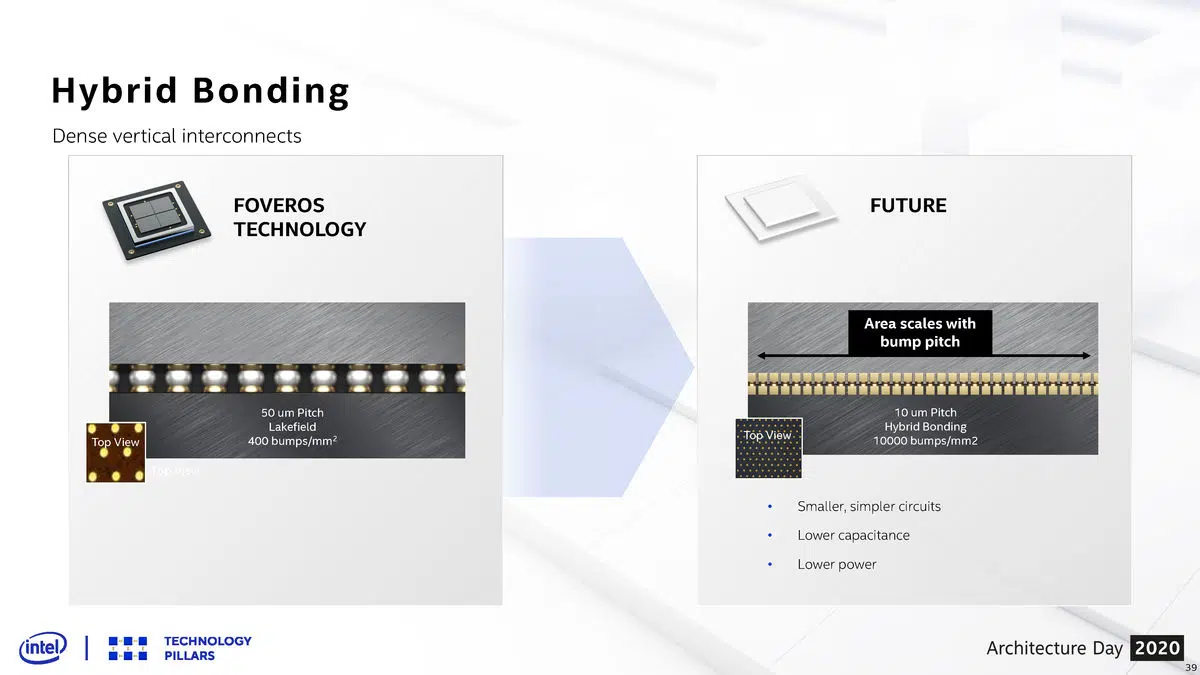 Hybrid Bonding
Dense vertical interconnects
FOVEROS
TECHNOLOGY
50 um Pitch
Lakefield
400 bumps/mm²
Top View
Top View
FUTURE
Area scales with
bump pitch
10 um Pitch
Hybrid Bonding
10000 bumps/mm2
Top View
• Smaller, simpler circuits
• Lower capacitance
• Lower power
intel
TECHNOLOGY
PILLARS
Architecture Day 2020
39